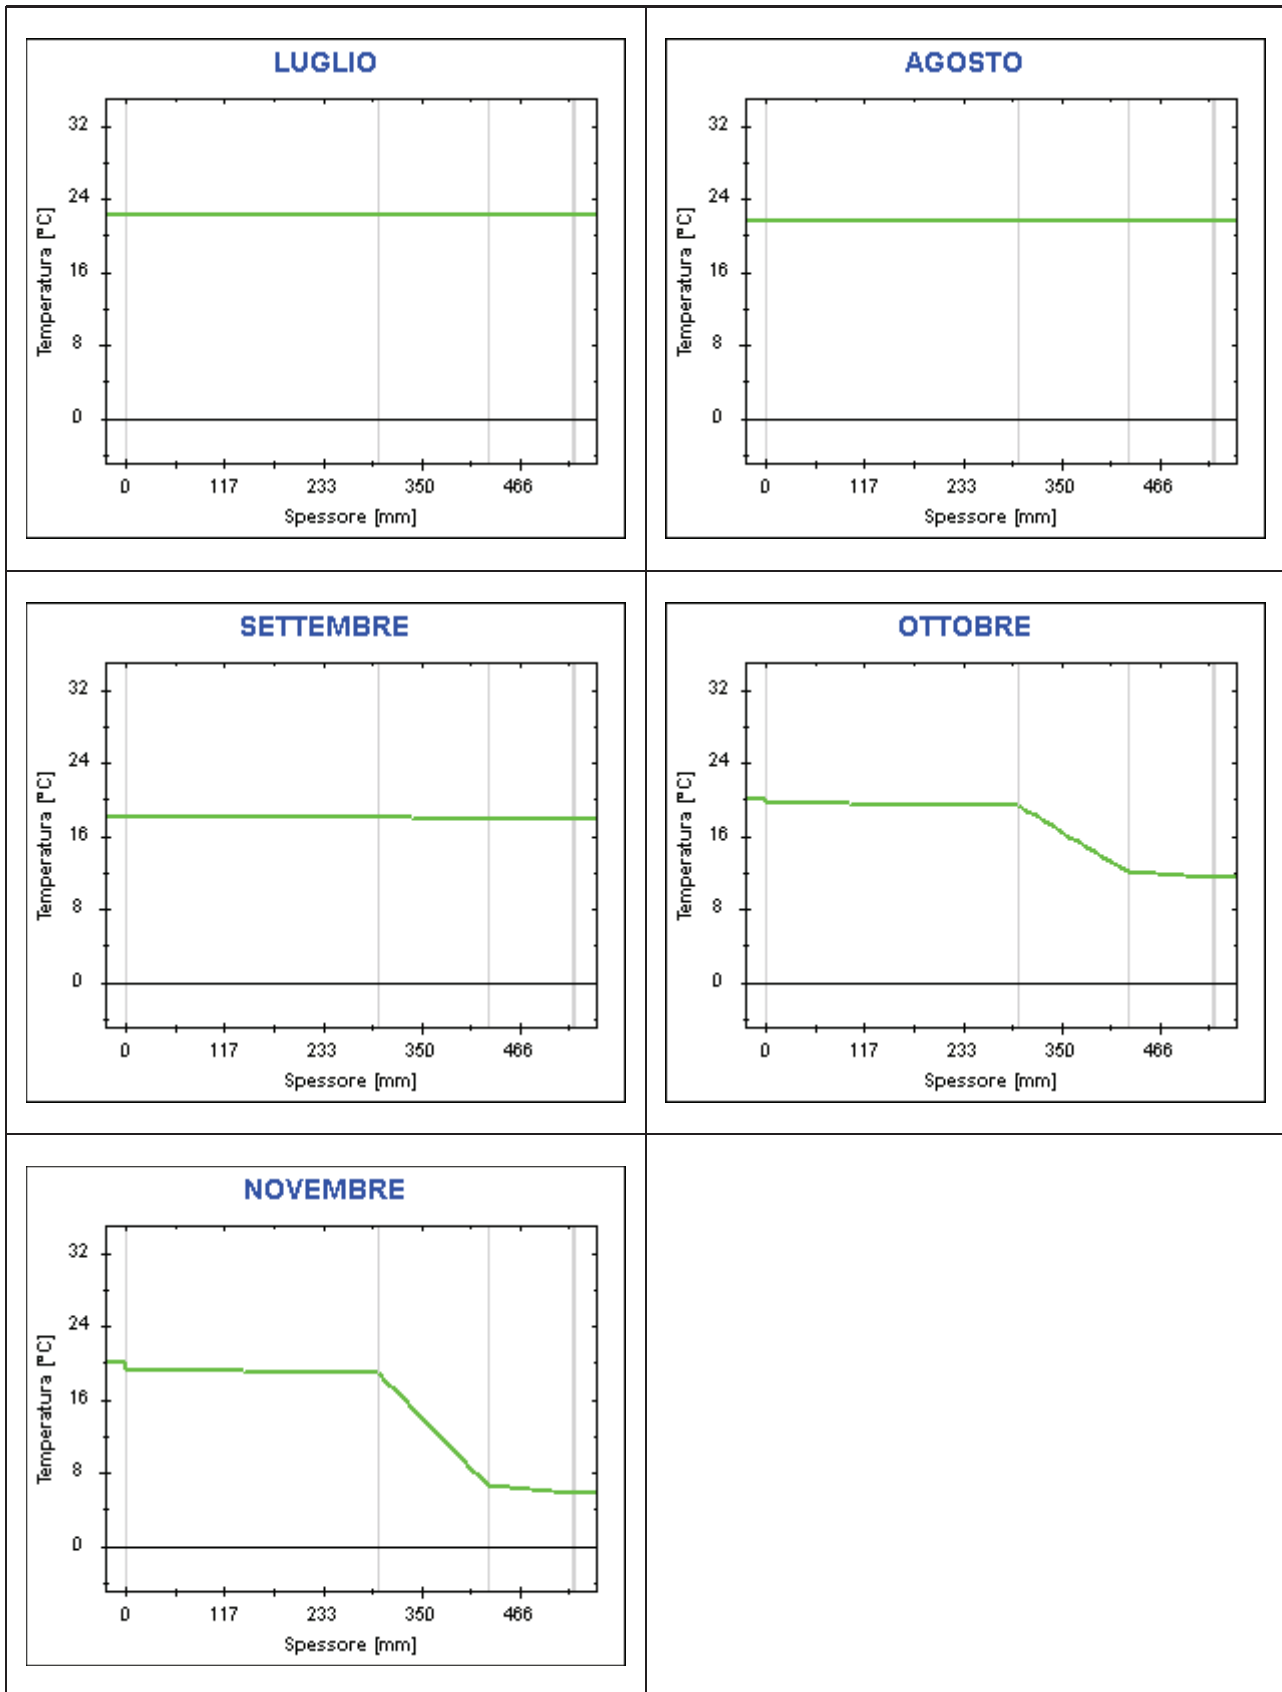 LUGLIO
32
24
16
8
0
Temperatura [°C]
0 117 233 350 466
Spessore [mm]
AGOSTO
32
24
16
8
0
Temperatura [°C]
0 117 233 350 466
Spessore [mm]
SETTEMBRE
32
24
16
8
0
Temperatura [°C]
0 117 233 350 466
Spessore [mm]
OTTOBRE
32
24
16
8
0
Temperatura [°C]
0 117 233 350 466
Spessore [mm]
NOVEMBRE
32
24
16
8
0
Temperatura [°C]
0 117 233 350 466
Spessore [mm]